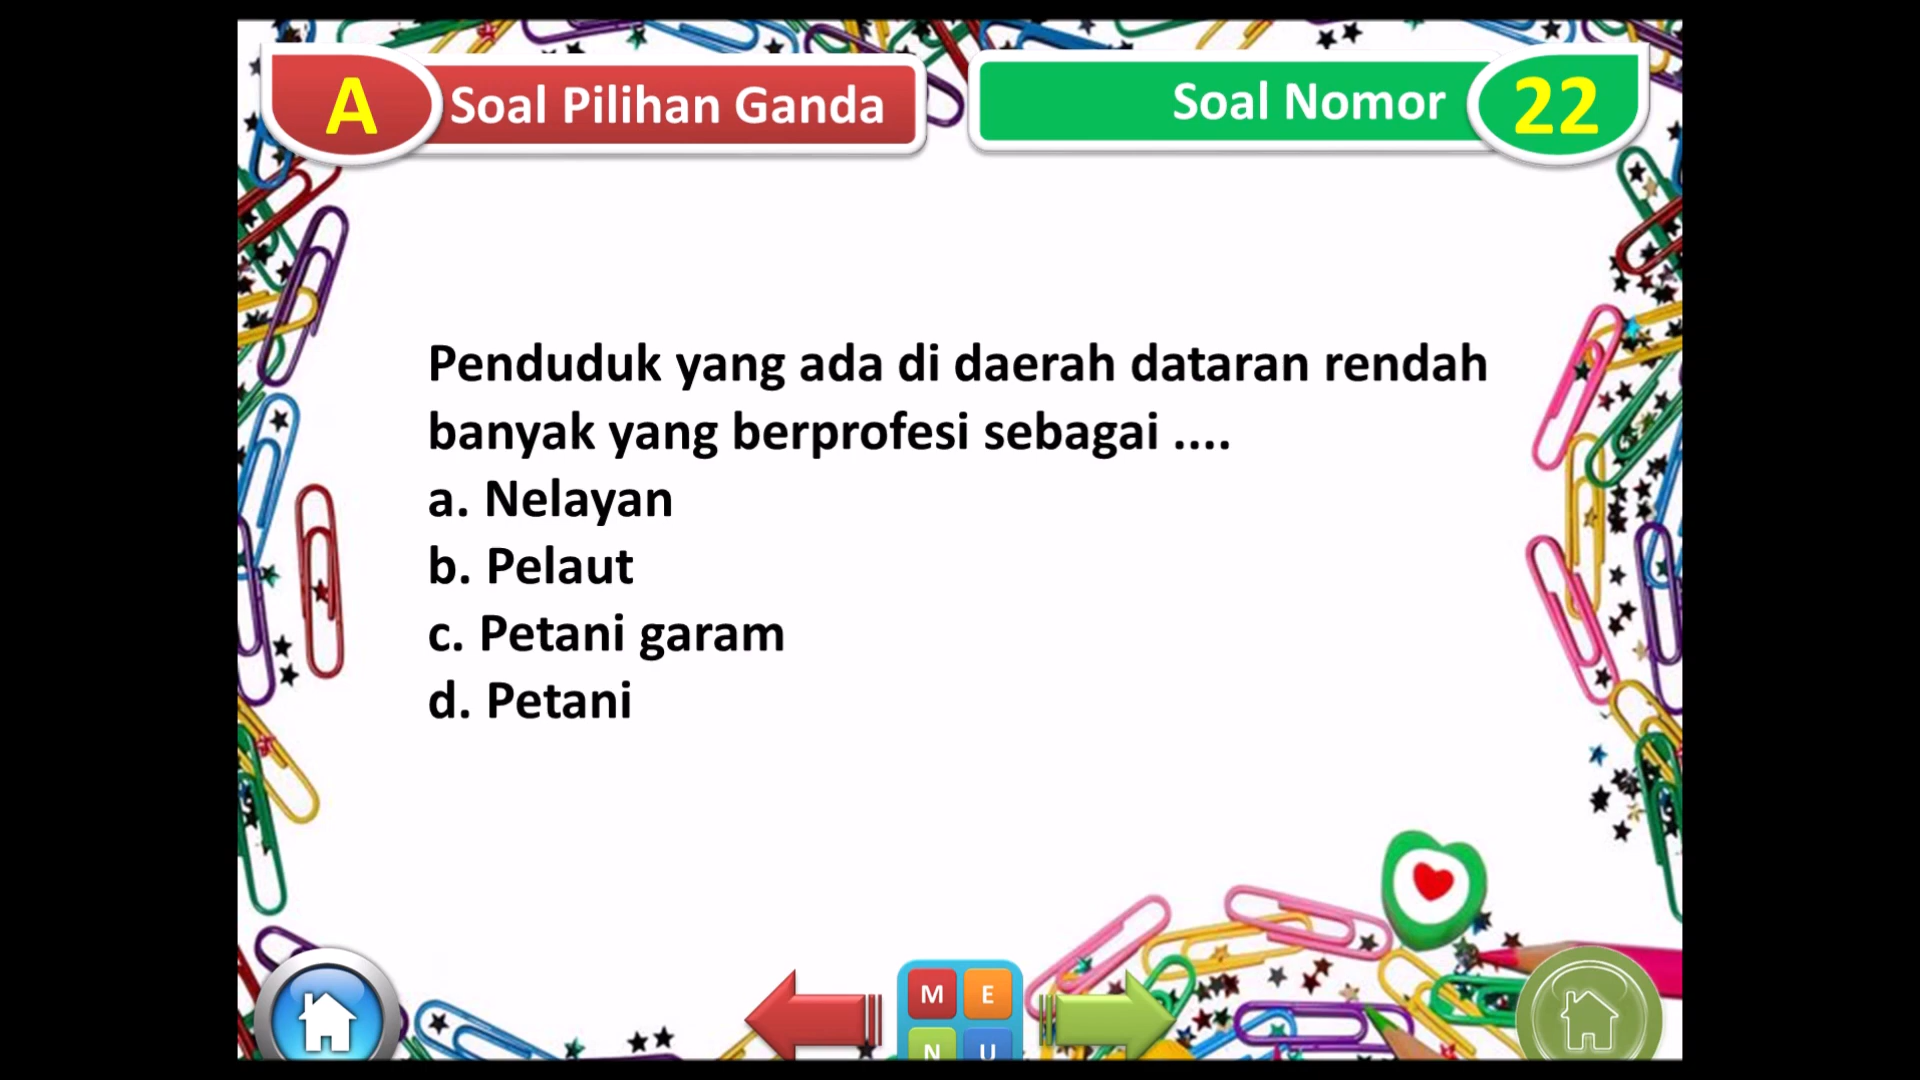 A Soal Pilihan Ganda
Soal Nomor 22
Penduduk yang ada di daerah dataran rendah
banyak yang berprofesi sebagai ....
a. Nelayan
b. Pelaut
c. Petani garam
d. Petani
M E
N U